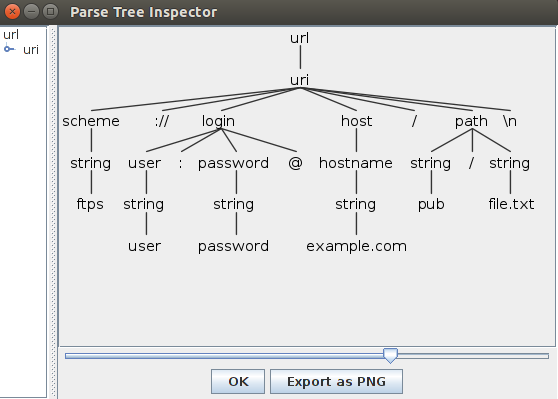 Parse Tree Inspector
url
uri
url
uri
scheme :// login host / path \n
string user : password @ hostname string / string
ftps string string string pub file.txt
user password example.com
OK Export as PNG